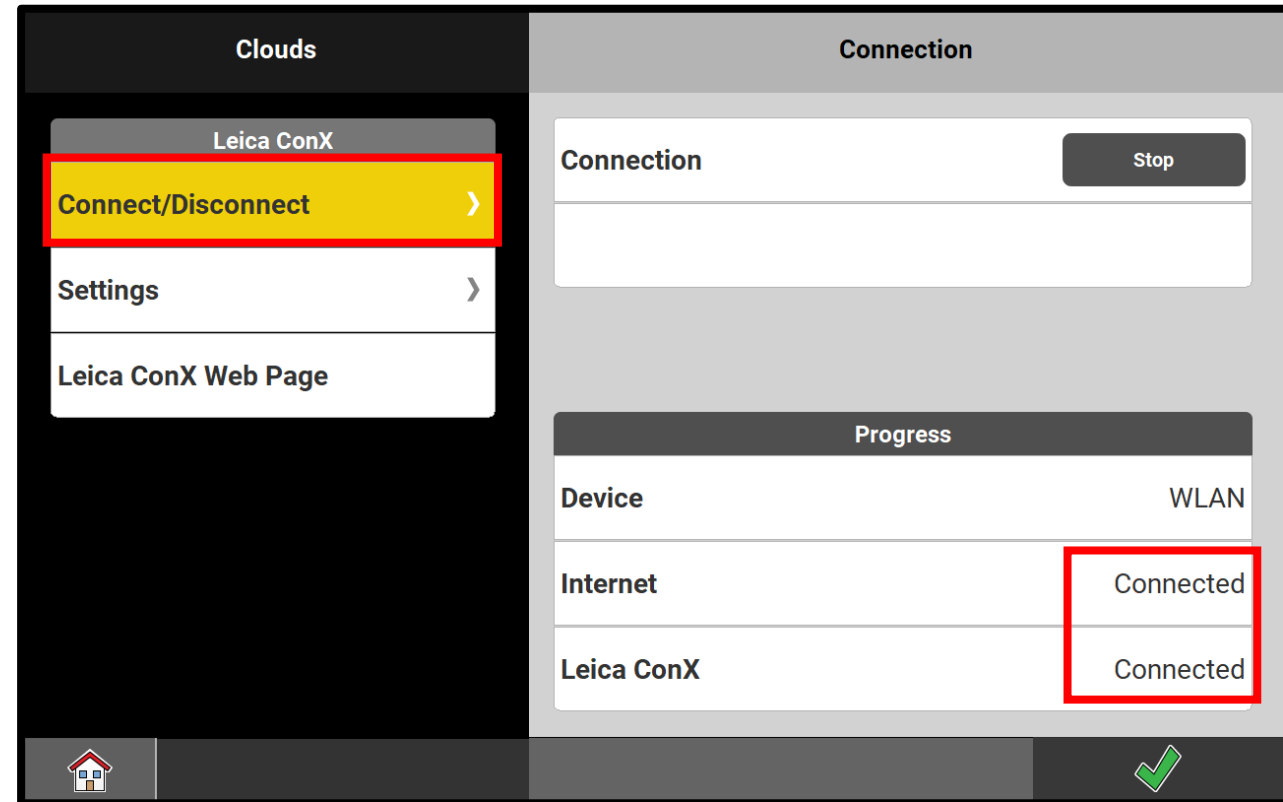 Clouds
Leica ConX
Connect/Disconnect
Settings
Leica ConX Web Page
Connection
Connection
Stop
Progress
Device WLAN
Internet Connected
Leica ConX Connected